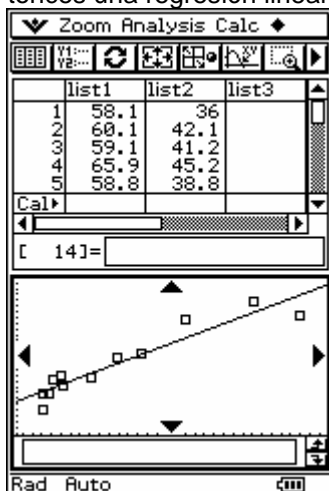 tonces una regresión lineal
Zoom Analysis Calc
list1 list2 list3
1 58.1 36
2 60.1 42.1
3 59.1 41.2
4 65.9 45.2
5 58.8 38.8
Cal
[ 14]=
Rad Auto